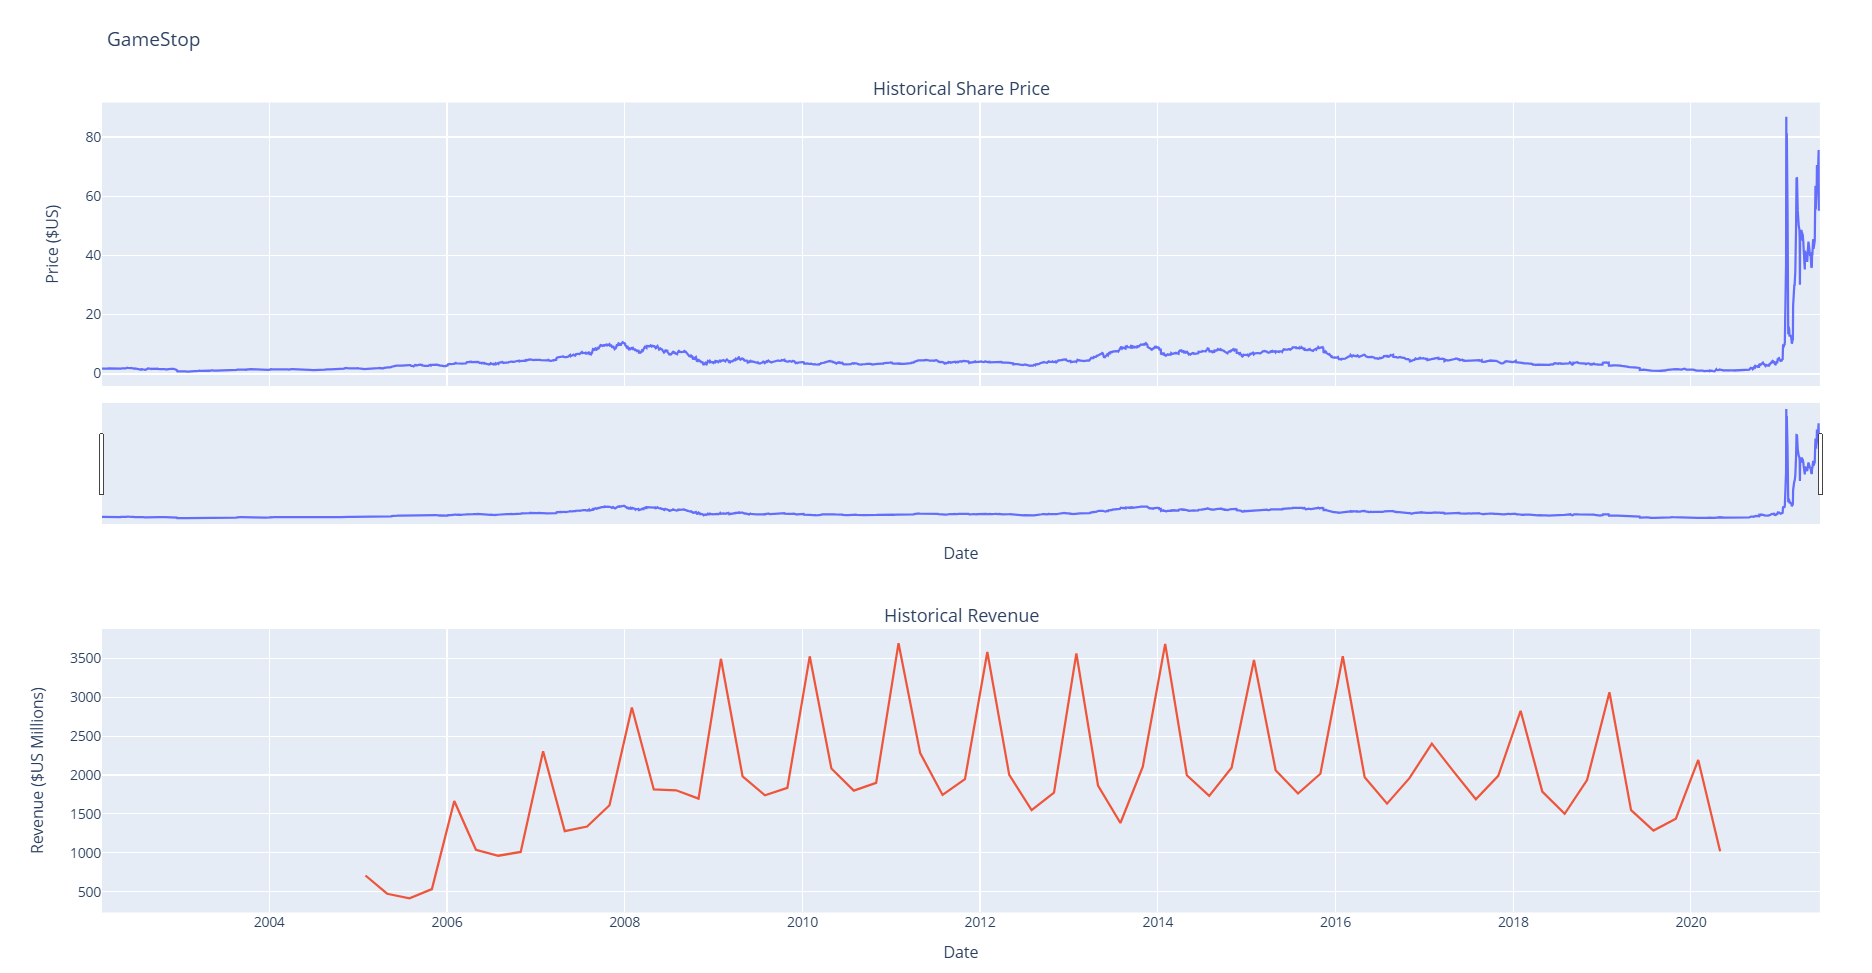 GameStop
Historical Share Price
80
60
40
20
0
Price ($US)
Date
Historical Revenue
3500
3000
2500
2000
1500
1000
500
Revenue ($US Millions)
2004 2006 2008 2010 2012 2014 2016 2018 2020
Date